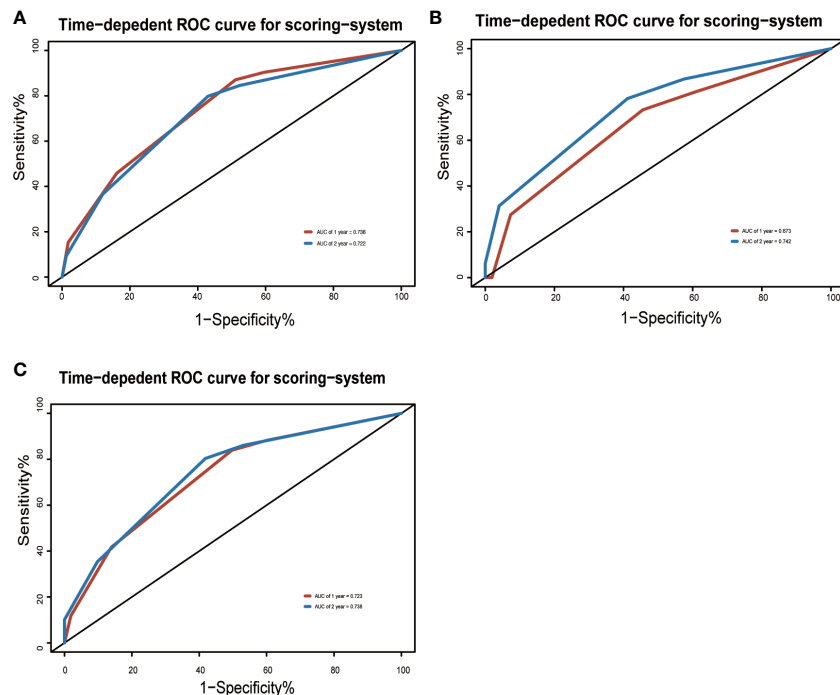 A
Time-depedent ROC curve for scoring-system
100
80
60
40
20
0
Sensitivity%
AUC of 1 year = 0.738
AUC of 2 year = 0.722
0 20 40 60 80 100
1-Specificity%
B
Time-depedent ROC curve for scoring-system
100
80
60
40
20
0
Sensitivity%
AUC of 1 year = 0.673
AUC of 2 year = 0.742
0 20 40 60 80 100
1-Specificity%
C
Time-depedent ROC curve for scoring-system
100
80
60
40
20
0
Sensitivity%
AUC of 1 year = 0.723
AUC of 2 year = 0.738
0 20 40 60 80 100
1-Specificity%